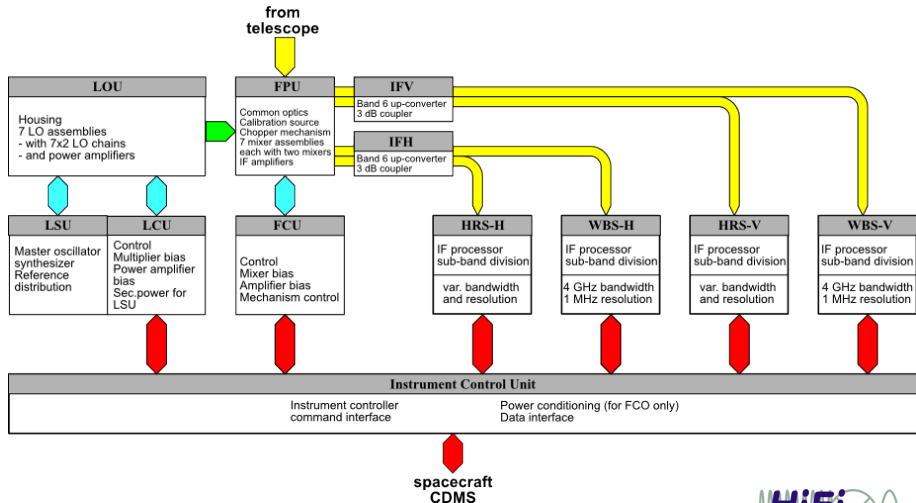 from
telescope
LOU
Housing
7 LO assemblies
- with 7x2 LO chains
- and power amplifiers
FPU
Common optics
Calibration source
Chopper mechanism
7 mixer assemblies
each with two mixers
IF amplifiers
IFV
Band 6 up-converter
3 dB coupler
IFH
Band 6 up-converter
3 dB coupler
LSU
Master oscillator
synthesizer
Reference
distribution
LCU
Control
Multiplier bias
Power amplifier
bias
Sec.power for
LSU
FCU
Control
Mixer bias
Amplifier bias
Mechanism control
HRS-H
IF processor
sub-band division
var. bandwidth
and resolution
WBS-H
IF processor
sub-band division
4 GHz bandwidth
1 MHz resolution
HRS-V
IF processor
sub-band division
var. bandwidth
and resolution
WBS-V
IF processor
sub-band division
4 GHz bandwidth
1 MHz resolution
Instrument Control Unit
Instrument controller
command interface
Power conditioning (for FCO only)
Data interface
spacecraft
CDMS
HiFi